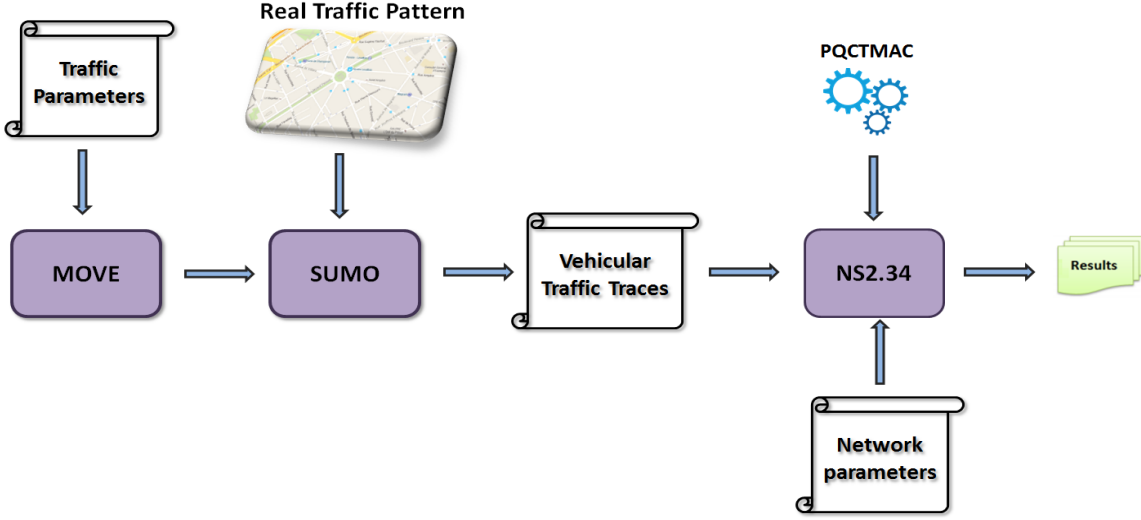 Real Traffic Pattern
Traffic
Parameters
PQCTMAC
MOVE
SUMO
Vehicular
Traffic Traces
NS2.34
Results
Network
parameters